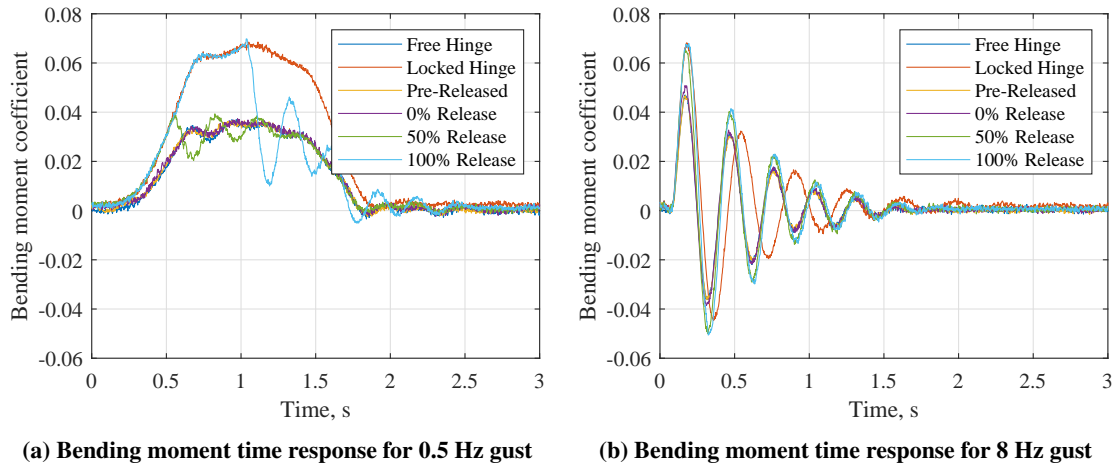 0.08
0.06
0.04
0.02
0
-0.02
-0.04
-0.06
Bending moment coefficient
Free Hinge
Locked Hinge
Pre-Released
0% Release
50% Release
100% Release
0 0.5 1 1.5 2 2.5 3
Time, s
(a) Bending moment time response for 0.5 Hz gust
0.08
0.06
0.04
0.02
0
-0.02
-0.04
-0.06
Bending moment coefficient
Free Hinge
Locked Hinge
Pre-Released
0% Release
50% Release
100% Release
0 0.5 1 1.5 2 2.5 3
Time, s
(b) Bending moment time response for 8 Hz gust